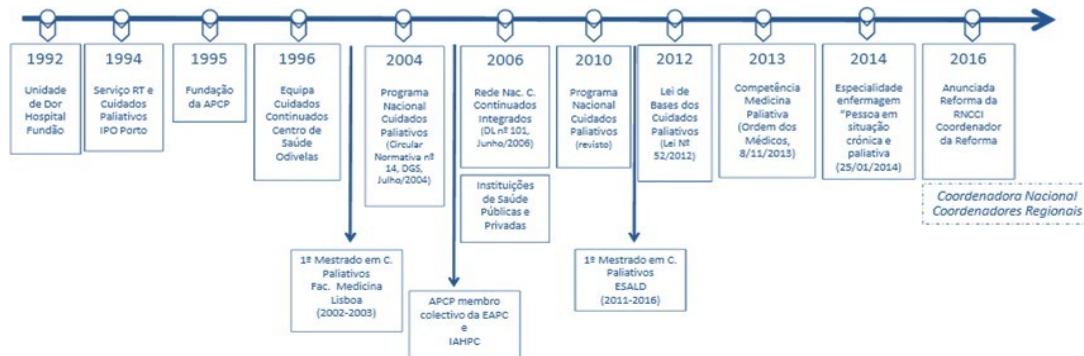 1992
Unidade
de Dor
Hospital
Fundão
1994
Serviço RT e
Cuidados
Paliativos
IPO Porto
1995
Fundação
da APCP
1996
Equipa
Cuidados
Continuados
Centro de
Saúde
Odivelas
2004
Programa
Nacional
Cuidados
Paliativos
(Circular
Normativa nº
14, DGS,
Julho/2004)
2006
Rede Nac. C.
Continuados
Integrados
(DL nº 101,
Junho/2006)
Instituições
de Saúde
Públicas e
Privadas
2010
Programa
Nacional
Cuidados
Paliativos
(revisto)
2012
Lei de
Bases dos
Cuidados
Paliativos
(Lei Nº
52/2012)
2013
Competência
Medicina
Paliativa
(Ordem dos
Médicos,
8/11/2013)
2014
Especialidade
enfermagem
"Pessoa em
situação
crónica e
paliativa
(25/01/2014)
2016
Anunciada
Reforma da
RNCCI
Coordenador
da Reforma
Coordenadora Nacional
Coordenadores Regionais
1º Mestrado em C.
Paliativos
Fac. Medicina
Lisboa
(2002-2003)
APCP membro
colectivo da EAPC
e
IAHPC
1º Mestrado em C.
Paliativos
ESALD
(2011-2016)